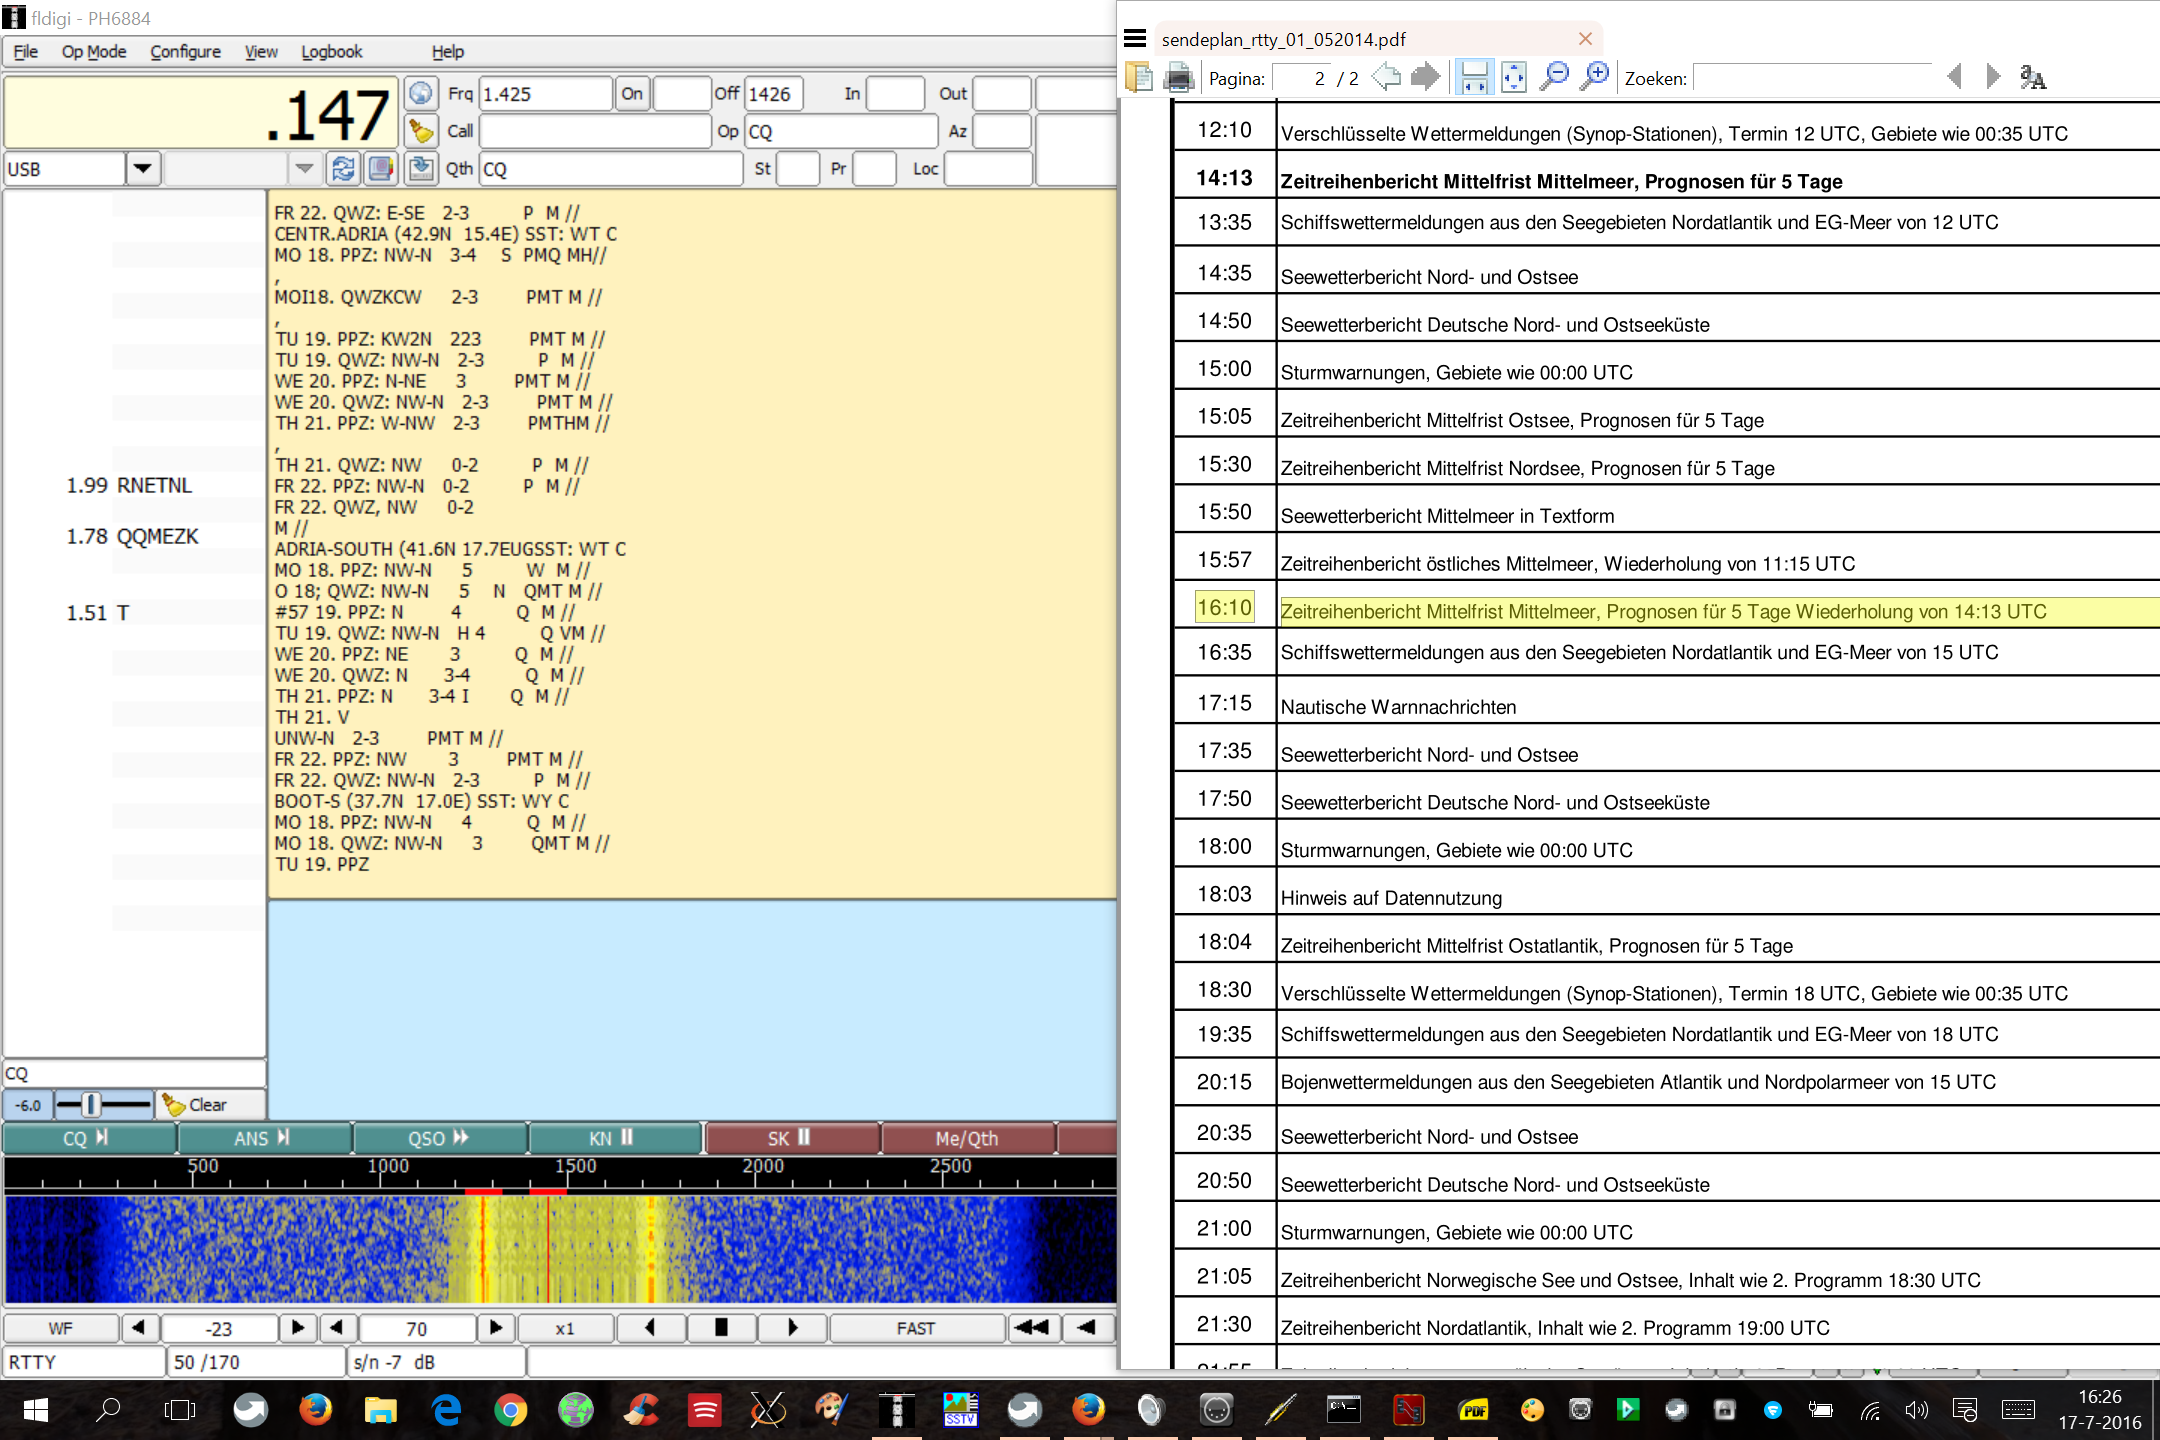 fldigi - PH6884
File Op Mode Configure View Logbook Help
.147
Frq 1.425 On Off 1426 In Out
Call Op CQ Az
USB
Qth CQ St Pr Loc
1.99 RNETNL
1.78 QQMEZK
1.51 T
FR 22. QWZ: E-SE 2-3 P M //
CENTR.ADRIA (42.9N 15.4E) SST: WT C
MO 18. PPZ: NW-N 3-4 S PMQ MH//
,
MOI18. QWZKCW 2-3 PMT M //
,
TU 19. PPZ: KW2N 223 PMT M //
TU 19. QWZ: NW-N 2-3 P M //
WE 20. PPZ: N-NE 3 PMT M //
WE 20. QWZ: NW-N 2-3 PMT M //
TH 21. PPZ: W-NW 2-3 PMTHM //
,
TH 21. QWZ: NW 0-2 P M //
FR 22. PPZ: NW-N 0-2 P M //
FR 22. QWZ, NW 0-2
M //
ADRIA-SOUTH (41.6N 17.7EUGSST: WT C
MO 18. PPZ: NW-N 5 W M //
O 18; QWZ: NW-N 5 N QMT M //
#57 19. PPZ: N 4 Q M //
TU 19. QWZ: NW-N H 4 Q VM //
WE 20. PPZ: NE 3 Q M //
WE 20. QWZ: N 3-4 Q M //
TH 21. PPZ: N 3-4 I Q M //
TH 21. V
UNW-N 2-3 PMT M //
FR 22. PPZ: NW 3 PMT M //
FR 22. QWZ: NW-N 2-3 P M //
BOOT-S (37.7N 17.0E) SST: WY C
MO 18. PPZ: NW-N 4 Q M //
MO 18. QWZ: NW-N 3 QMT M //
TU 19. PPZ
CQ
-6.0 Clear
CQ ANS QSO KN SK Me/Qth
500 1000 1500 2000 2500
WF -23 70 x1 FAST
RTTY 50 /170 s/n -7 dB
sendeplan_rtty_01_052014.pdf
Pagina: 2 / 2 Zoeken:
12:10 Verschlüsselte Wettermeldungen (Synop-Stationen), Termin 12 UTC, Gebiete wie 00:35 UTC
14:13 Zeitreihenbericht Mittelfrist Mittelmeer, Prognosen für 5 Tage
13:35 Schiffswettermeldungen aus den Seegebieten Nordatlantik und EG-Meer von 12 UTC
14:35 Seewetterbericht Nord- und Ostsee
14:50 Seewetterbericht Deutsche Nord- und Ostseeküste
15:00 Sturmwarnungen, Gebiete wie 00:00 UTC
15:05 Zeitreihenbericht Mittelfrist Ostsee, Prognosen für 5 Tage
15:30 Zeitreihenbericht Mittelfrist Nordsee, Prognosen für 5 Tage
15:50 Seewetterbericht Mittelmeer in Textform
15:57 Zeitreihenbericht östliches Mittelmeer, Wiederholung von 11:15 UTC
16:10 Zeitreihenbericht Mittelfrist Mittelmeer, Prognosen für 5 Tage Wiederholung von 14:13 UTC
16:35 Schiffswettermeldungen aus den Seegebieten Nordatlantik und EG-Meer von 15 UTC
17:15 Nautische Warnnachrichten
17:35 Seewetterbericht Nord- und Ostsee
17:50 Seewetterbericht Deutsche Nord- und Ostseeküste
18:00 Sturmwarnungen, Gebiete wie 00:00 UTC
18:03 Hinweis auf Datennutzung
18:04 Zeitreihenbericht Mittelfrist Ostatlantik, Prognosen für 5 Tage
18:30 Verschlüsselte Wettermeldungen (Synop-Stationen), Termin 18 UTC, Gebiete wie 00:35 UTC
19:35 Schiffswettermeldungen aus den Seegebieten Nordatlantik und EG-Meer von 18 UTC
20:15 Bojenwettermeldungen aus den Seegebieten Atlantik und Nordpolarmeer von 15 UTC
20:35 Seewetterbericht Nord- und Ostsee
20:50 Seewetterbericht Deutsche Nord- und Ostseeküste
21:00 Sturmwarnungen, Gebiete wie 00:00 UTC
21:05 Zeitreihenbericht Norwegische See und Ostsee, Inhalt wie 2. Programm 18:30 UTC
21:30 Zeitreihenbericht Nordatlantik, Inhalt wie 2. Programm 19:00 UTC
SSTV
PDF
16:26
17-7-2016